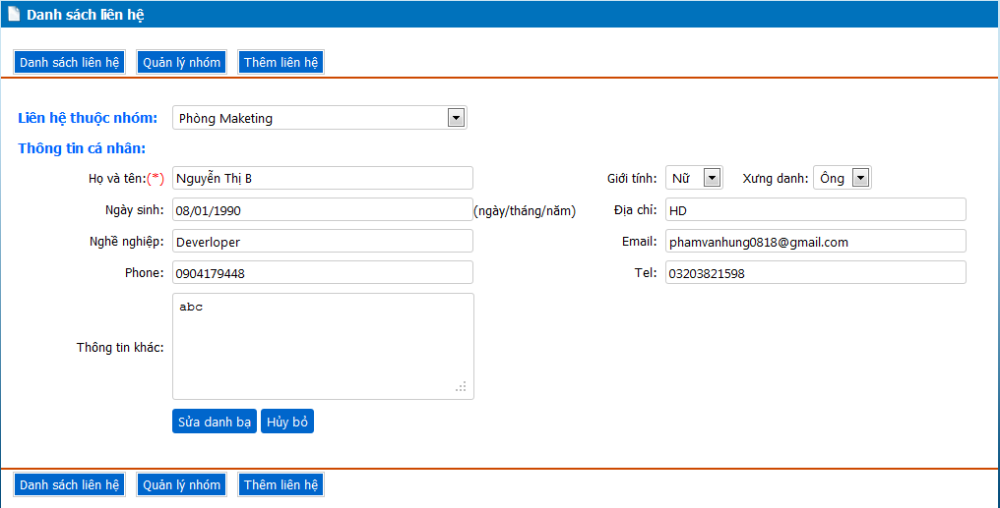 Danh sách liên hệ
Danh sách liên hệ Quản lý nhóm Thêm liên hệ
Liên hệ thuộc nhóm: Phòng Maketing
Thông tin cá nhân:
Họ và tên:(*) Nguyễn Thị B Giới tính: Nữ Xưng danh: Ông
Ngày sinh: 08/01/1990 (ngày/tháng/năm) Địa chỉ: HD
Nghề nghiệp: Deverloper Email: phamvanhung0818@gmail.com
Phone: 0904179448 Tel: 03203821598
abc
Thông tin khác:
Sửa danh bạ Hủy bỏ
Danh sách liên hệ Quản lý nhóm Thêm liên hệ